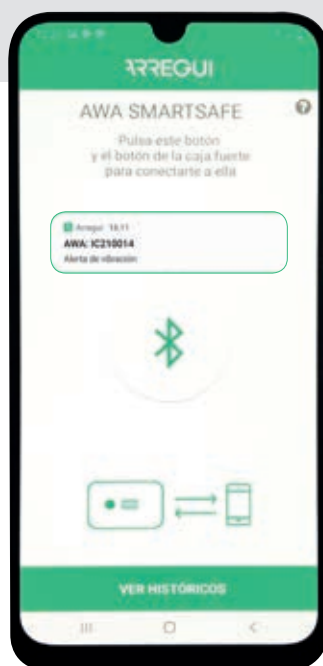 ARREGUI
AWA SMARTSAFE
?
Pulsa este botón
y el botón de la caja fuerte
para conectarte a ella
Arregui 16:11
AWA: IC210014
Alerta de vibración
VER HISTÓRICOS